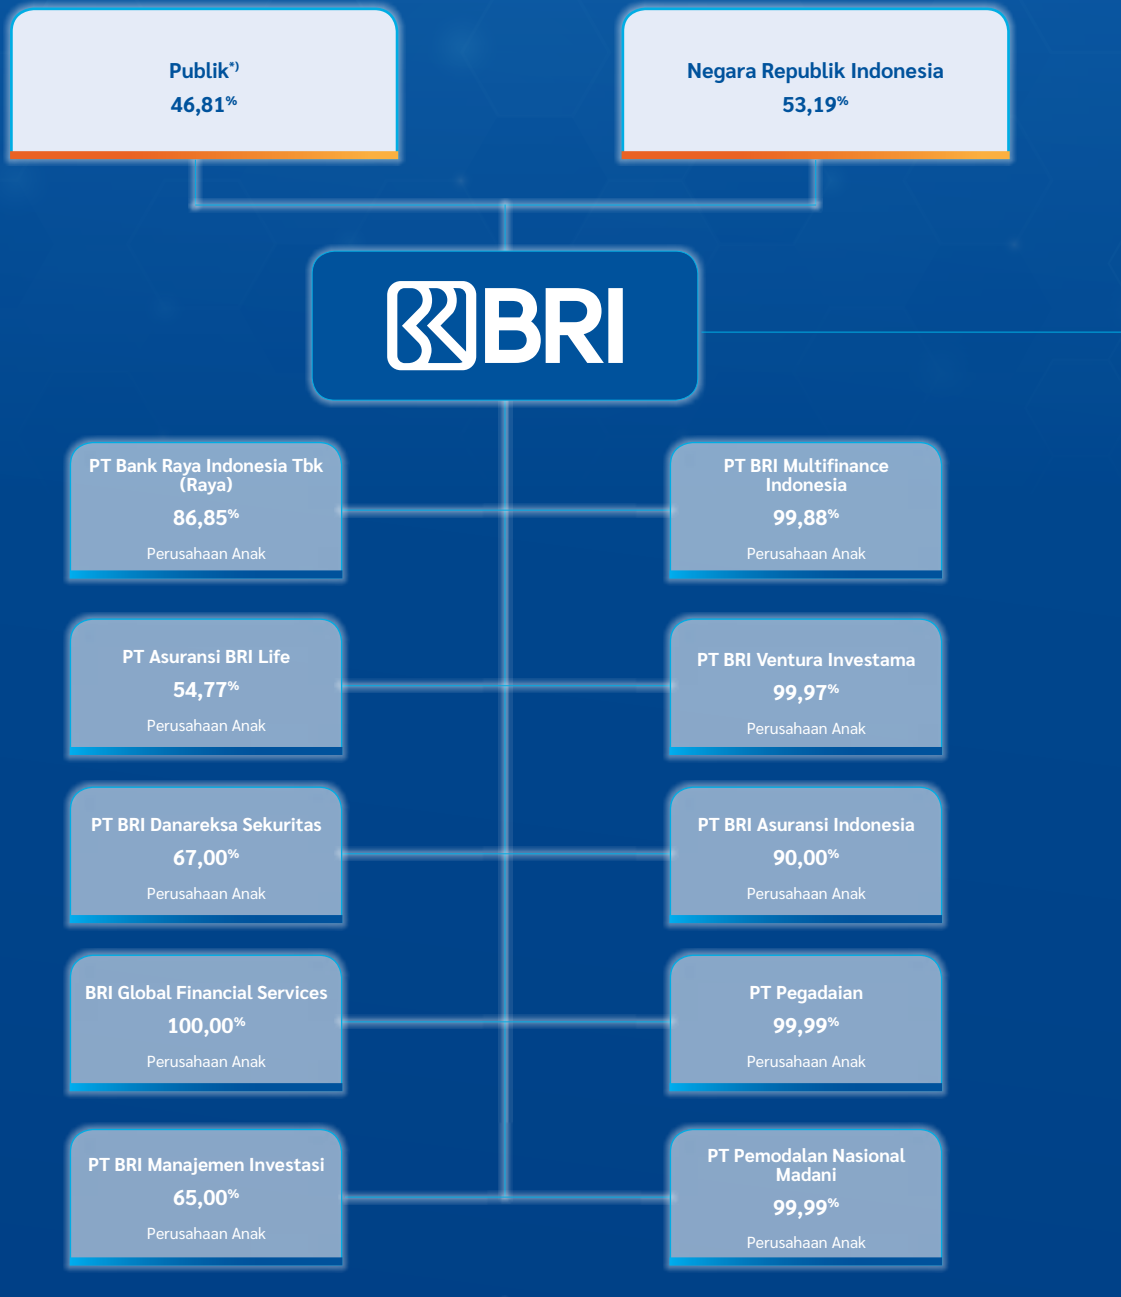 Publik*)
46,81%
Negara Republik Indonesia
53,19%
BRI
PT Bank Raya Indonesia Tbk
(Raya)
86,85%
Perusahaan Anak
PT BRI Multifinance
Indonesia
99,88%
Perusahaan Anak
PT Asuransi BRI Life
54,77%
Perusahaan Anak
PT BRI Ventura Investama
99,97%
Perusahaan Anak
PT BRI Danareksa Sekuritas
67,00%
Perusahaan Anak
PT BRI Asuransi Indonesia
90,00%
Perusahaan Anak
BRI Global Financial Services
100,00%
Perusahaan Anak
PT Pegadaian
99,99%
Perusahaan Anak
PT BRI Manajemen Investasi
65,00%
Perusahaan Anak
PT Pemodalan Nasional
Madani
99,99%
Perusahaan Anak